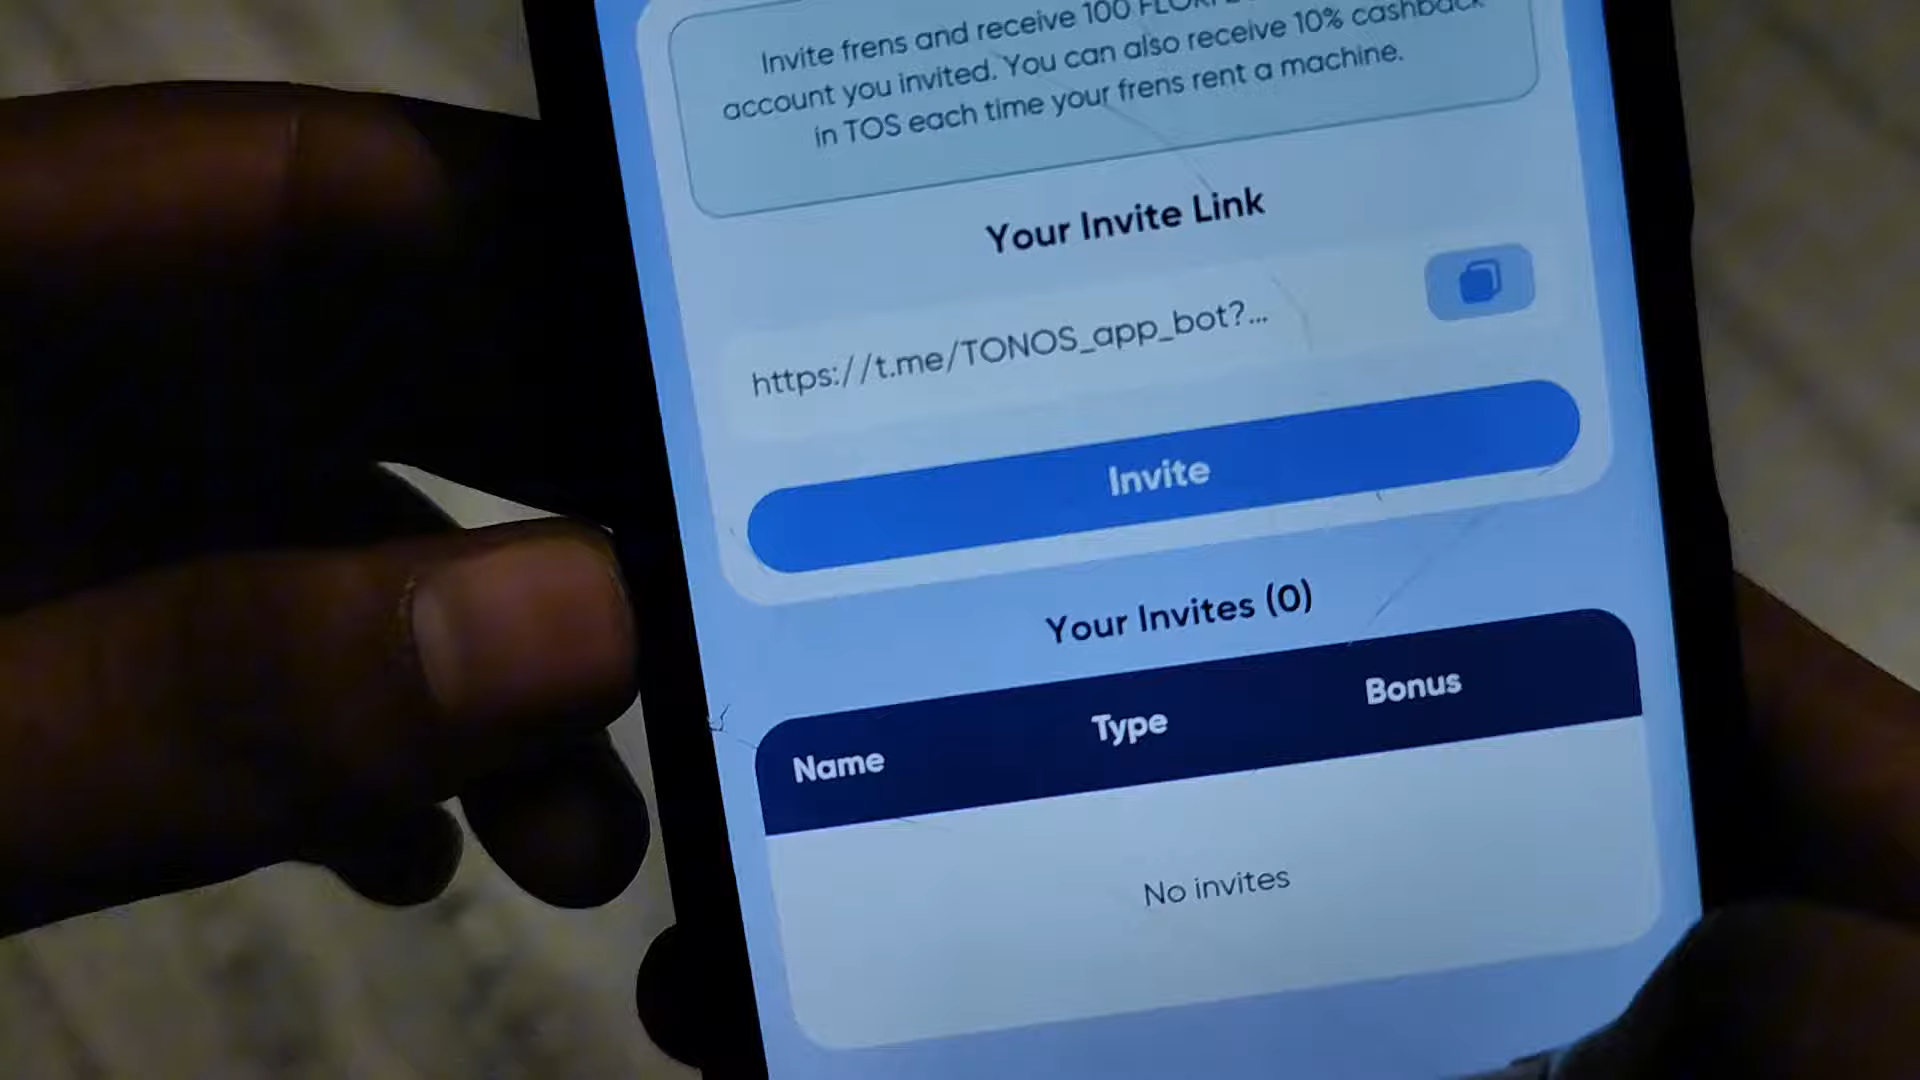 Invite frens and receive 100
account you invited. You can also receive 10% cashback
in TOS each time your frens rent a machine.
Your Invite Link
https://t.me/TONOS_app_bot?...
Invite
Your Invites (0)
Name Type Bonus
No invites